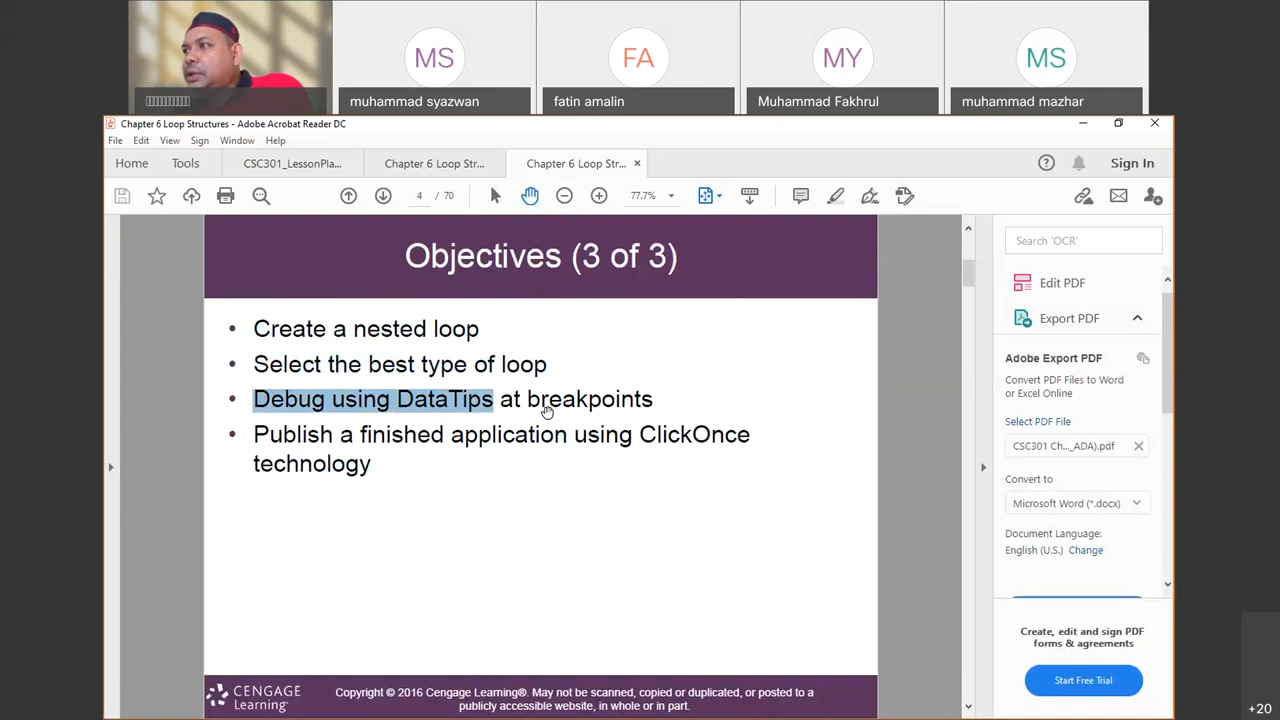 MS
FA
MY
MS
muhammad syazwan
fatin amalin
Muhammad Fakhrul
muhammad mazhar
Chapter 6 Loop Structures - Adobe Acrobat Reader DC
File Edit View Sign Window Help
Home Tools CSC301_LessonPla... Chapter 6 Loop Str... Chapter 6 Loop Str... ×
Sign In
4 / 70 77.7%
Objectives (3 of 3)
• Create a nested loop
• Select the best type of loop
• Debug using DataTips at breakpoints
• Publish a finished application using ClickOnce
technology
CENGAGE
Learning®
Copyright © 2016 Cengage Learning®. May not be scanned, copied or duplicated, or posted to a
publicly accessible website, in whole or in part.
Search 'OCR'
Edit PDF
Export PDF
Adobe Export PDF
Convert PDF Files to Word
or Excel Online
Select PDF File
CSC301 Ch..._ADA).pdf
Convert to
Microsoft Word (*.docx)
Document Language:
English (U.S.) Change
Create, edit and sign PDF
forms & agreements
Start Free Trial
+20